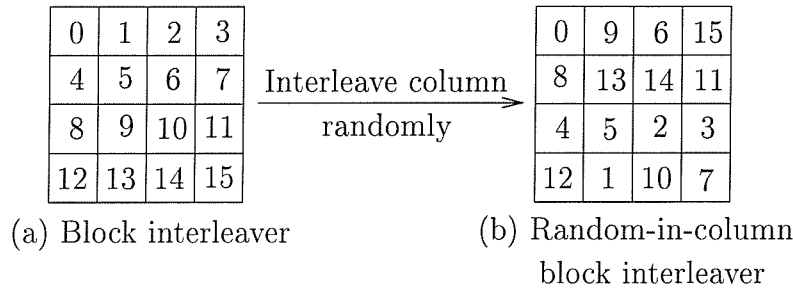 0 1 2 3
4 5 6 7
8 9 10 11
12 13 14 15
(a) Block interleaver
Interleave column
randomly
0 9 6 15
8 13 14 11
4 5 2 3
12 1 10 7
(b) Random-in-column
block interleaver